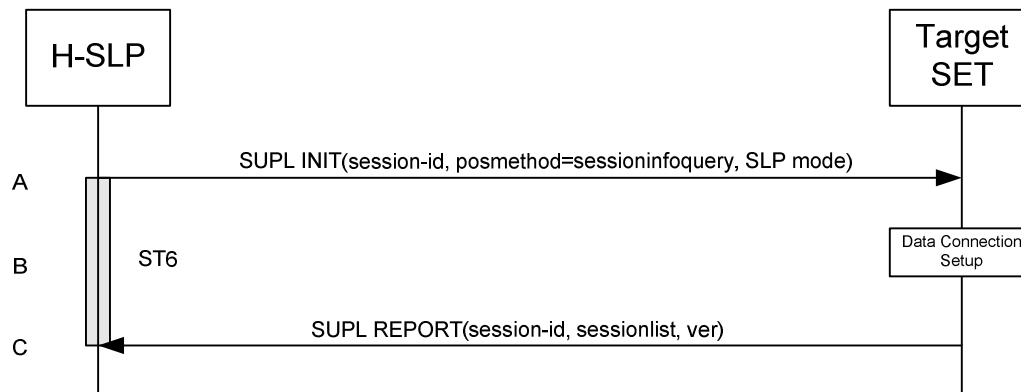 H-SLP
Target
SET
SUPL INIT(session-id, posmethod=sessioninfoquery, SLP mode)
A
Data Connection
Setup
B
ST6
SUPL REPORT(session-id, sessionlist, ver)
C